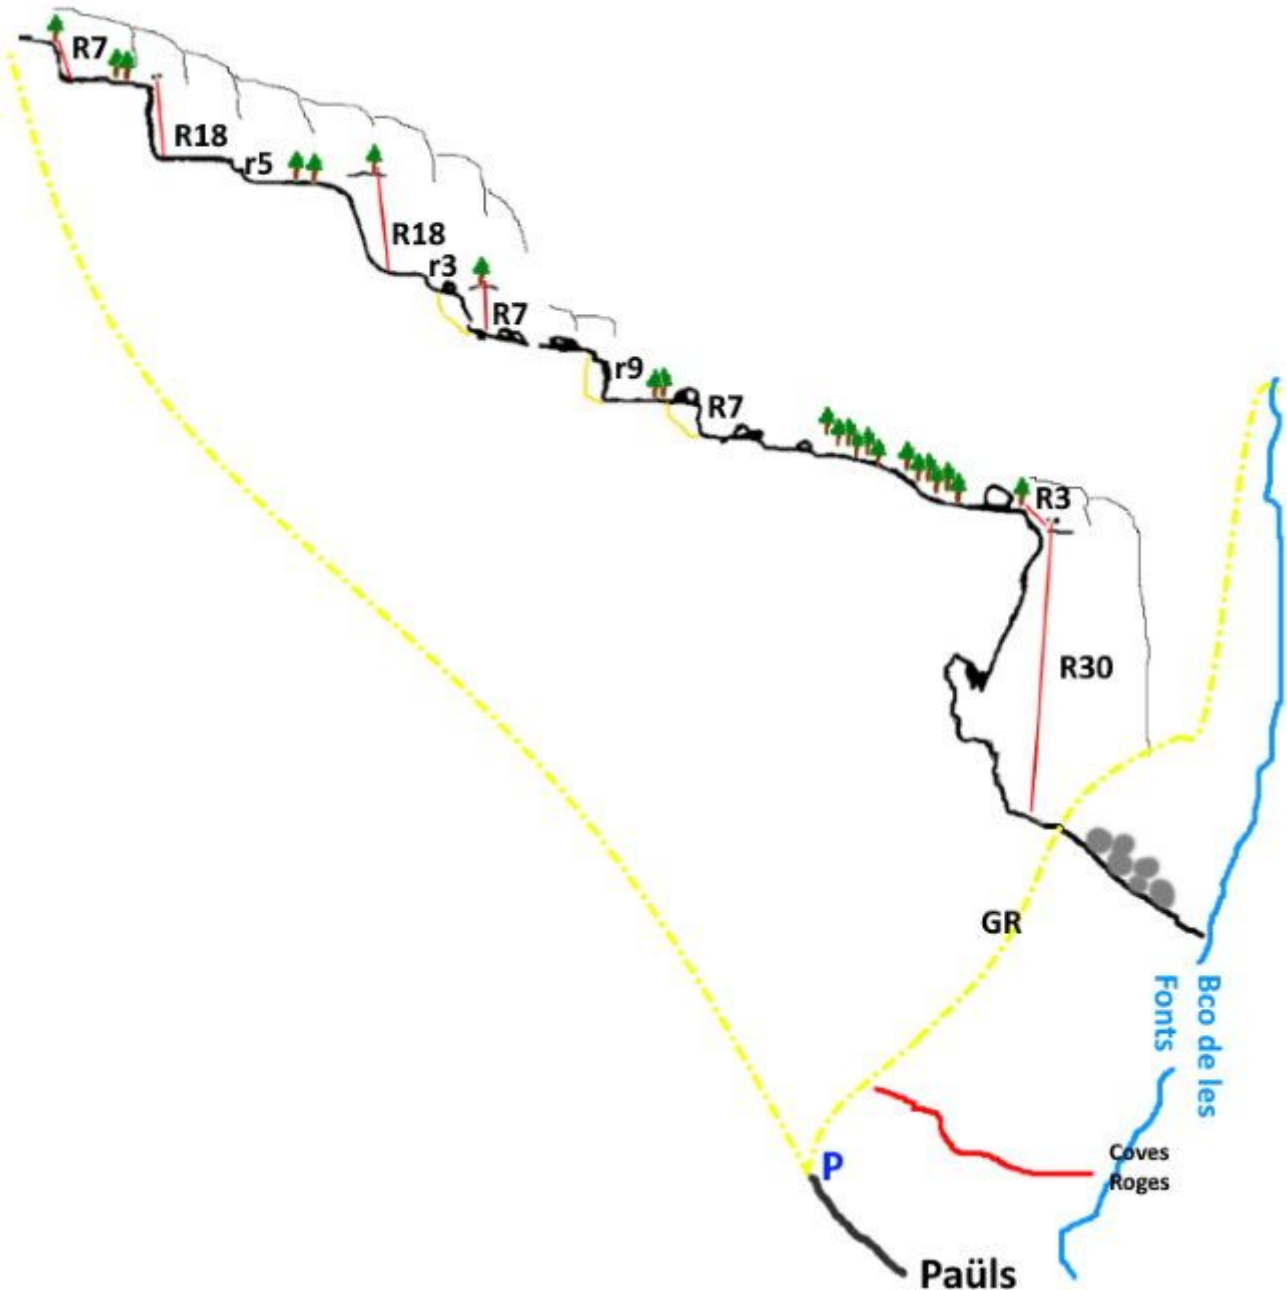 R7
R18
r5
R18
r3
R7
r9
R7
R3
R30
GR
Bco de les
Fonts
Coves
Roges
P
Paüls